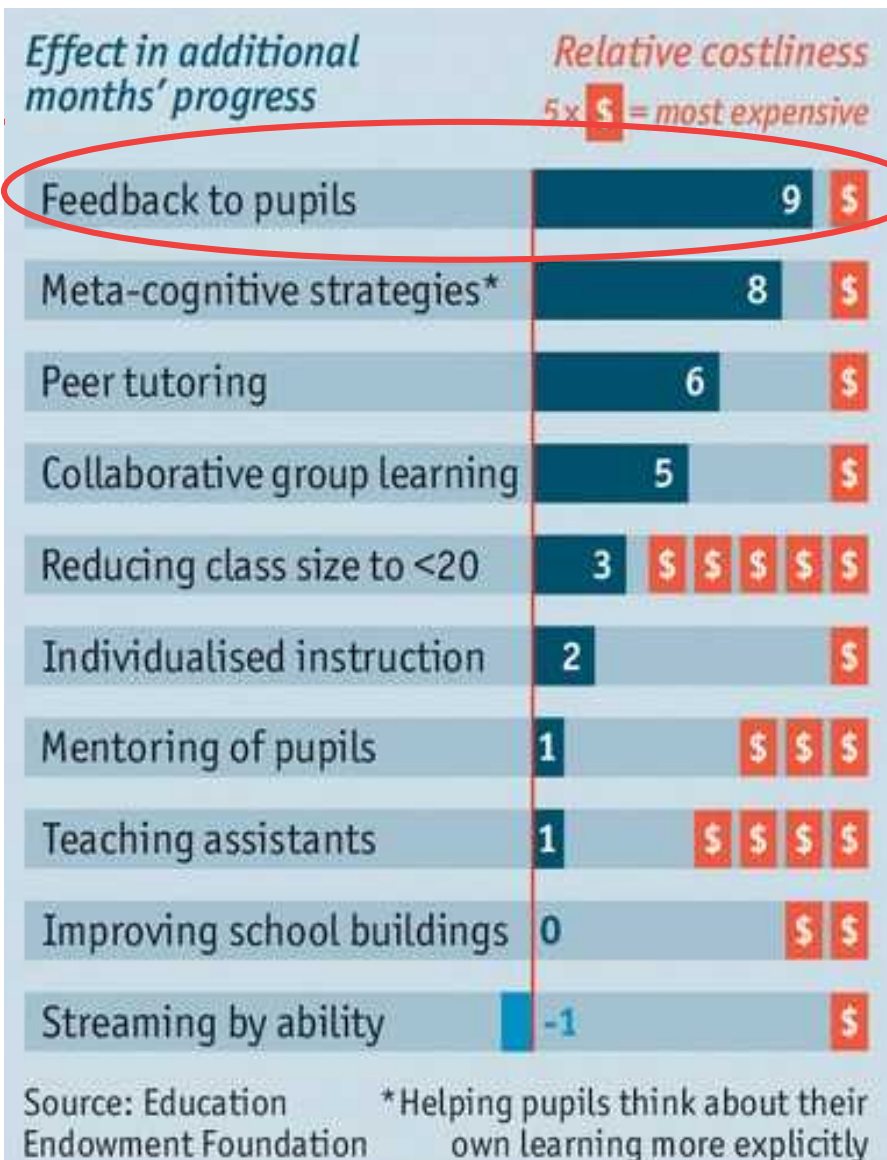 Effect in additional
months' progress
Relative costliness
5x $ = most expensive
Feedback to pupils 9 $
Meta-cognitive strategies* 8 $
Peer tutoring 6 $
Collaborative group learning 5 $
Reducing class size to <20 3 $ $ $ $ $
Individualised instruction 2 $
Mentoring of pupils 1 $ $ $
Teaching assistants 1 $ $ $ $
Improving school buildings 0 $ $
Streaming by ability -1 $
Source: Education
Endowment Foundation
*Helping pupils think about their
own learning more explicitly